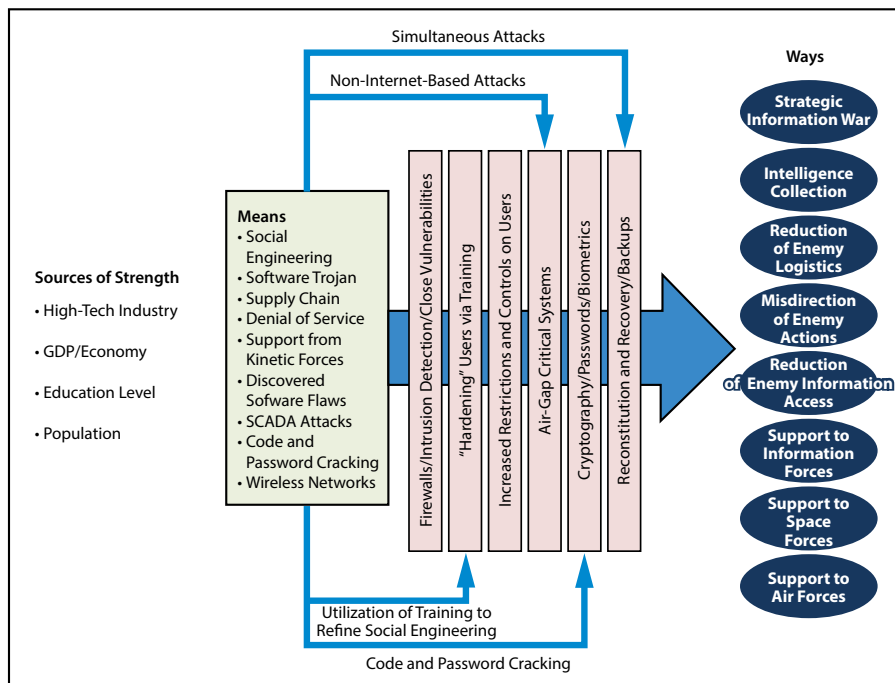 Simultaneous Attacks
Non-Internet-Based Attacks
Sources of Strength
• High-Tech Industry
• GDP/Economy
• Education Level
• Population
Means
• Social
Engineering
• Software Trojan
• Supply Chain
• Denial of Service
• Support from
Kinetic Forces
• Discovered
Sofware Flaws
• SCADA Attacks
• Code and
Password Cracking
• Wireless Networks
Firewalls/Intrusion Detection/Close Vulnerabilities
"Hardening" Users via Training
Increased Restrictions and Controls on Users
Air-Gap Critical Systems
Cryptography/Passwords/Biometrics
Reconstitution and Recovery/Backups
Utilization of Training to
Refine Social Engineering
Code and Password Cracking
Ways
Strategic
Information War
Intelligence
Collection
Reduction
of Enemy
Logistics
Misdirection
of Enemy
Actions
Reduction
of Enemy Information
Access
Support to
Information
Forces
Support to
Space
Forces
Support to
Air Forces